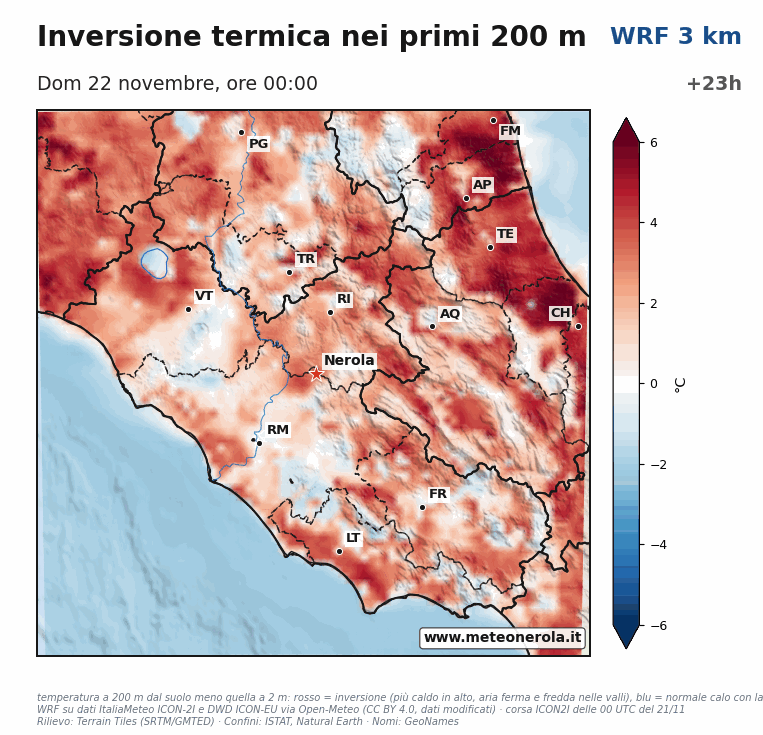 Inversione termica nei primi 200 m WRF 3 km
Dom 22 novembre, ore 00:00 +23h
FM
PG
AP
TE
TR
VT
RI
AQ
CH
Nerola
RM
FR
LT
www.meteonerola.it
6
4
2
0
−2
−4
−6
°C
temperatura a 200 m dal suolo meno quella a 2 m: rosso = inversione (più caldo in alto, aria ferma e fredda nelle valli), blu = normale calo con la
WRF su dati ItaliaMeteo ICON-2I e DWD ICON-EU via Open-Meteo (CC BY 4.0, dati modificati) · corsa ICON2I delle 00 UTC del 21/11
Rilievo: Terrain Tiles (SRTM/GMTED) · Confini: ISTAT, Natural Earth · Nomi: GeoNames